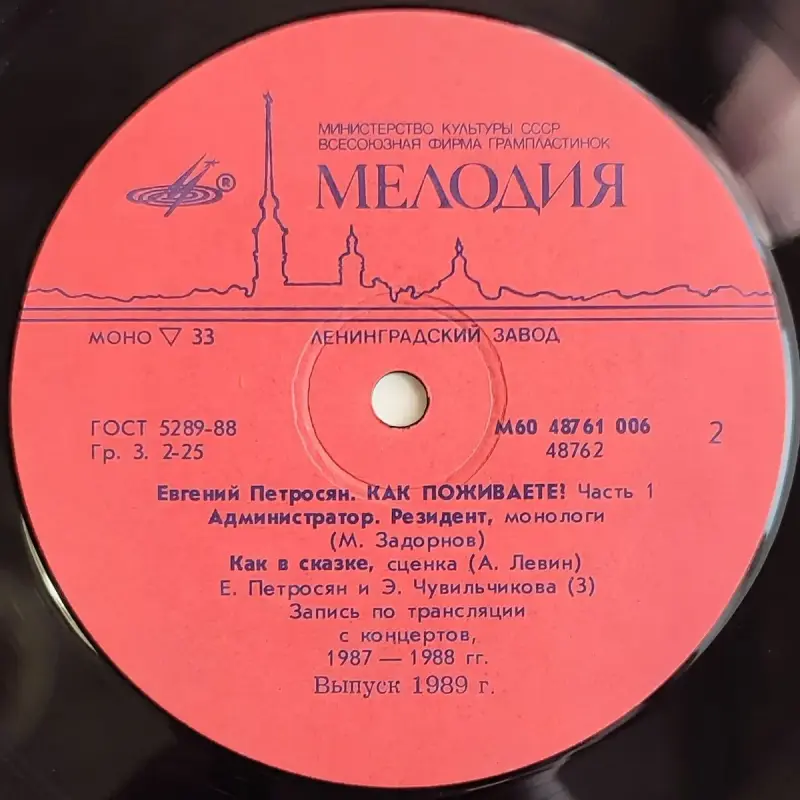 МИНИСТЕРСТВО КУЛЬТУРЫ СССР
ВСЕСОЮЗНАЯ ФИРМА ГРАМПЛАСТИНОК
®
МЕЛОДИЯ
МОНО ▽ 33 ЛЕНИНГРАДСКИЙ ЗАВОД
ГОСТ 5289-88 М60 48761 006 2
Гр. 3. 2-25 48762
Евгений Петросян. КАК ПОЖИВАЕТЕ? Часть 1
Администратор. Резидент, монологи
(М. Задорнов)
Как в сказке, сценка (А. Левин)
Е. Петросян и Э. Чувильчикова (3)
Запись по трансляции
с концертов,
1987 — 1988 гг.
Выпуск 1989 г.